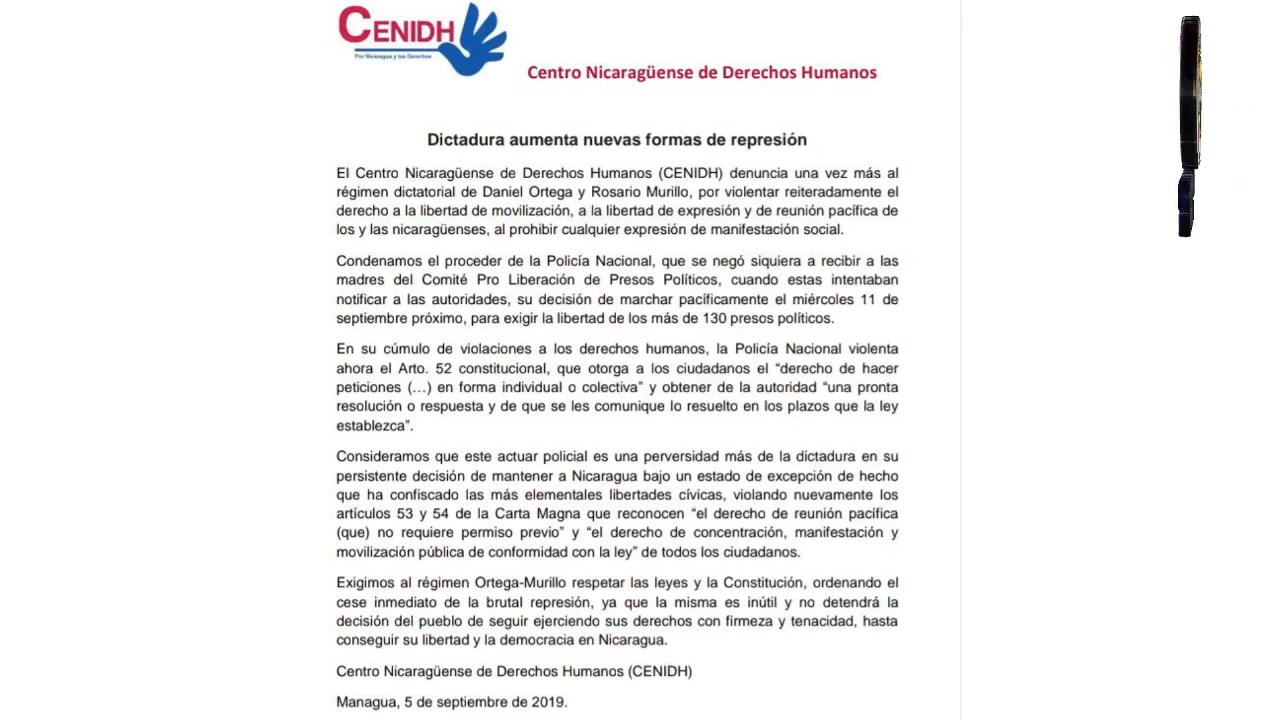 CENIDH
Por Nicaragua y sus Derechos
Centro Nicaragüense de Derechos Humanos
Dictadura aumenta nuevas formas de represión
El Centro Nicaragüense de Derechos Humanos (CENIDH) denuncia una vez más al
régimen dictatorial de Daniel Ortega y Rosario Murillo, por violentar reiteradamente el
derecho a la libertad de movilización, a la libertad de expresión y de reunión pacífica de
los y las nicaragüenses, al prohibir cualquier expresión de manifestación social.
Condenamos el proceder de la Policía Nacional, que se negó siquiera a recibir a las
madres del Comité Pro Liberación de Presos Políticos, cuando estas intentaban
notificar a las autoridades, su decisión de marchar pacíficamente el miércoles 11 de
septiembre próximo, para exigir la libertad de los más de 130 presos políticos.
En su cúmulo de violaciones a los derechos humanos, la Policía Nacional violenta
ahora el Arto. 52 constitucional, que otorga a los ciudadanos el “derecho de hacer
peticiones (…) en forma individual o colectiva” y obtener de la autoridad “una pronta
resolución o respuesta y de que se les comunique lo resuelto en los plazos que la ley
establezca”.
Consideramos que este actuar policial es una perversidad más de la dictadura en su
persistente decisión de mantener a Nicaragua bajo un estado de excepción de hecho
que ha confiscado las más elementales libertades cívicas, violando nuevamente los
artículos 53 y 54 de la Carta Magna que reconocen “el derecho de reunión pacífica
(que) no requiere permiso previo” y “el derecho de concentración, manifestación y
movilización pública de conformidad con la ley” de todos los ciudadanos.
Exigimos al régimen Ortega-Murillo respetar las leyes y la Constitución, ordenando el
cese inmediato de la brutal represión, ya que la misma es inútil y no detendrá la
decisión del pueblo de seguir ejerciendo sus derechos con firmeza y tenacidad, hasta
conseguir su libertad y la democracia en Nicaragua.
Centro Nicaragüense de Derechos Humanos (CENIDH)
Managua, 5 de septiembre de 2019.